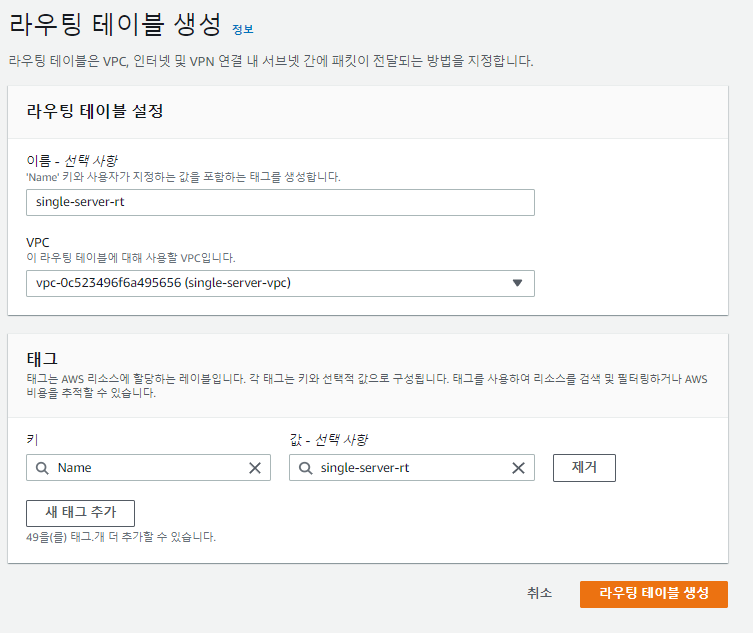 라우팅 테이블 생성 정보
라우팅 테이블은 VPC, 인터넷 및 VPN 연결 내 서브넷 간에 패킷이 전달되는 방법을 지정합니다.
라우팅 테이블 설정
이름 - 선택 사항
'Name' 키와 사용자가 지정하는 값을 포함하는 태그를 생성합니다.
single-server-rt
VPC
이 라우팅 테이블에 대해 사용할 VPC입니다.
vpc-0c523496f6a495656 (single-server-vpc)
태그
태그는 AWS 리소스에 할당하는 레이블입니다. 각 태그는 키와 선택적 값으로 구성됩니다. 태그를 사용하여 리소스를 검색 및 필터링하거나 AWS
비용을 추적할 수 있습니다.
키 값 - 선택 사항
Name single-server-rt 제거
새 태그 추가
49을(를) 태그.개 더 추가할 수 있습니다.
취소 라우팅 테이블 생성